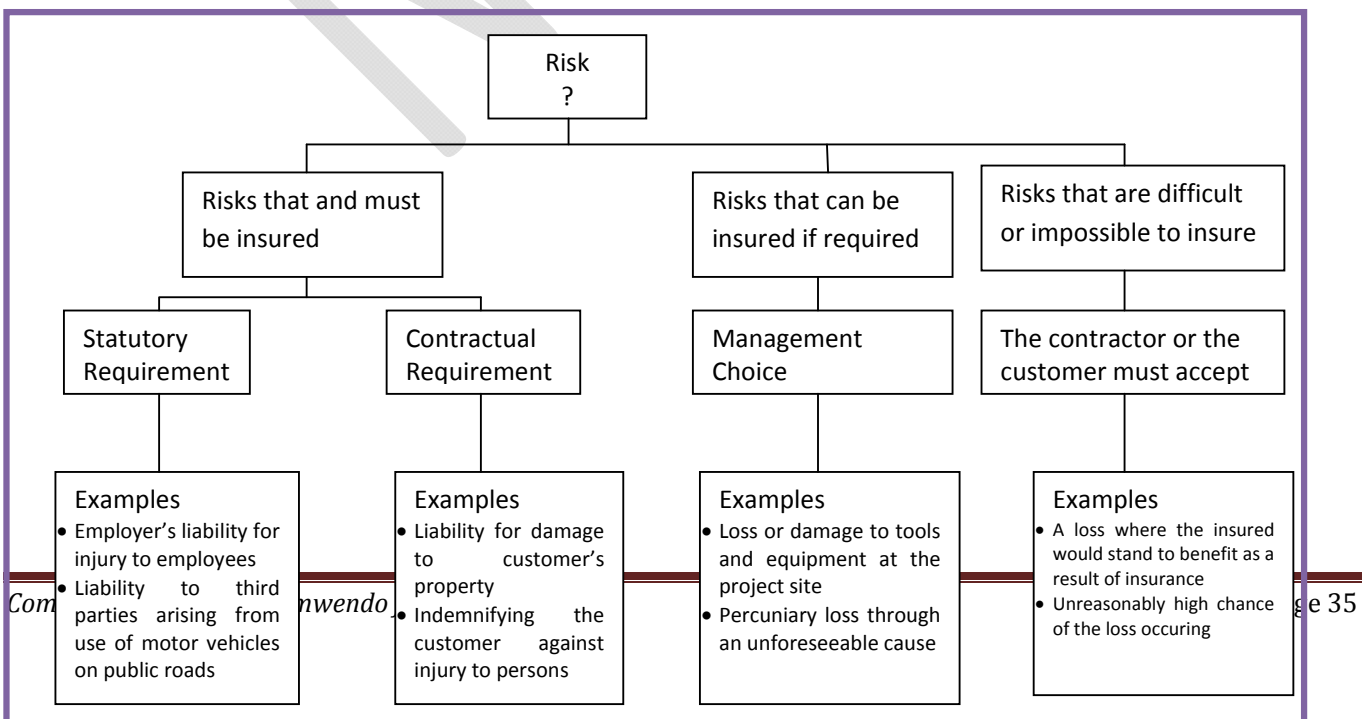 Risk
?
Risks that and must
be insured
Risks that can be
insured if required
Risks that are difficult
or impossible to insure
Statutory
Requirement
Contractual
Requirement
Management
Choice
The contractor or the
customer must accept
Examples
• Employer’s liability for
injury to employees
• Liability to third
parties arising from
use of motor vehicles
on public roads
Examples
• Liability for damage
to customer’s
property
• Indemnifying the
customer against
injury to persons
Examples
• Loss or damage to tools
and equipment at the
project site
• Percuniary loss through
an unforeseeable cause
Examples
• A loss where the insured
would stand to benefit as a
result of insurance
• Unreasonably high chance
of the loss occuring
35